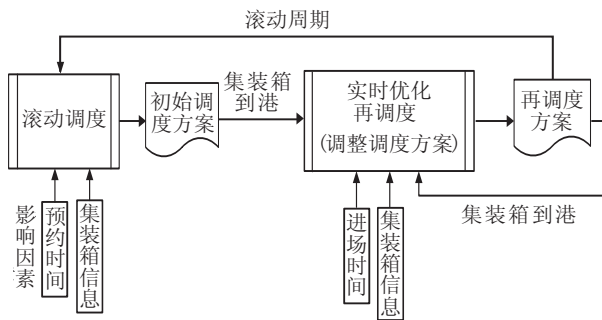 滚动周期
滚动调度
初始调
度方案
集装箱
到港
实时优化
再调度
(调整调度方案)
再调度
方案
集装箱到港
影响因素
预约时间
集装箱信息
进场时间
集装箱信息